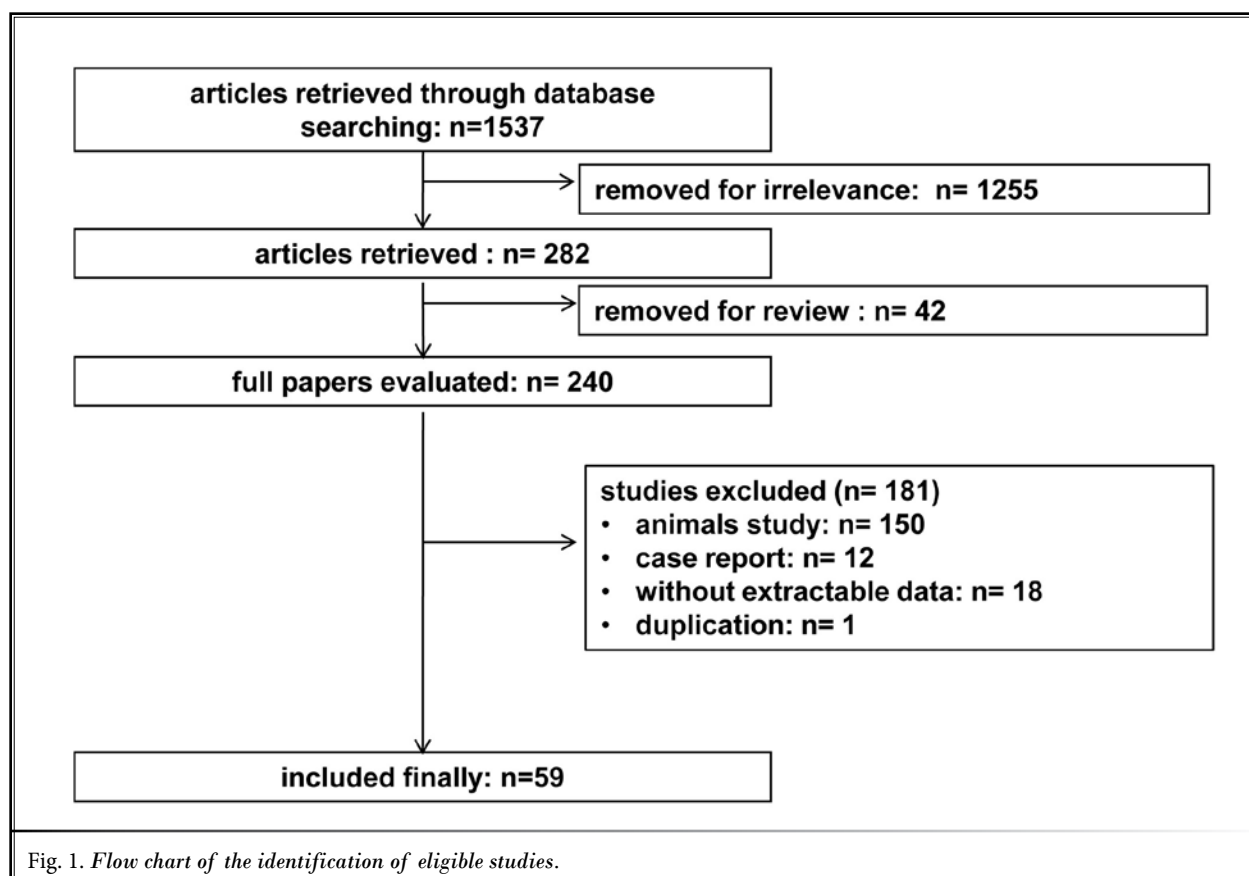 articles retrieved through database
searching: n=1537
removed for irrelevance: n= 1255
articles retrieved : n= 282
removed for review : n= 42
full papers evaluated: n= 240
studies excluded (n= 181)
• animals study: n= 150
• case report: n= 12
• without extractable data: n= 18
• duplication: n= 1
included finally: n=59
Fig. 1. Flow chart of the identification of eligible studies.